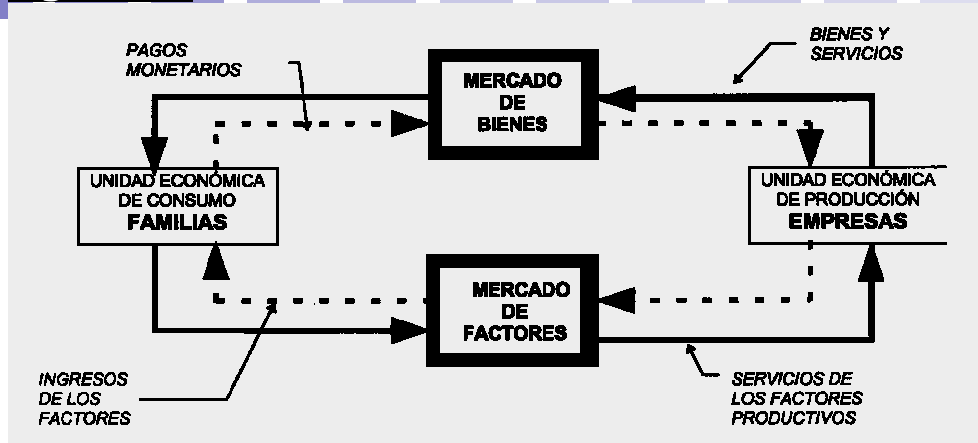 PAGOS
MONETARIOS
BIENES Y
SERVICIOS
MERCADO
DE
BIENES
UNIDAD ECONÓMICA
DE CONSUMO
FAMILIAS
UNIDAD ECONÓMICA
DE PRODUCCIÓN
EMPRESAS
MERCADO
DE
FACTORES
INGRESOS
DE LOS
FACTORES
SERVICIOS DE
LOS FACTORES
PRODUCTIVOS